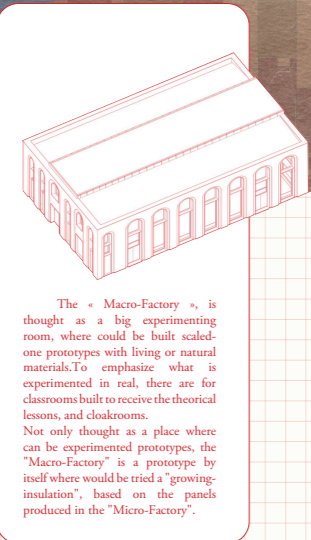 The « Macro-Factory », is
thought as a big experimenting
room, where could be built scaled-
one prototypes with living or natural
materials.To emphasize what is
experimented in real, there are for
classrooms built to receive the theorical
lessons, and cloakrooms.
Not only thought as a place where
can be experimented prototypes, the
"Macro-Factory" is a prototype by
itself where would be tried a "growing-
insulation", based on the panels
produced in the "Micro-Factory".